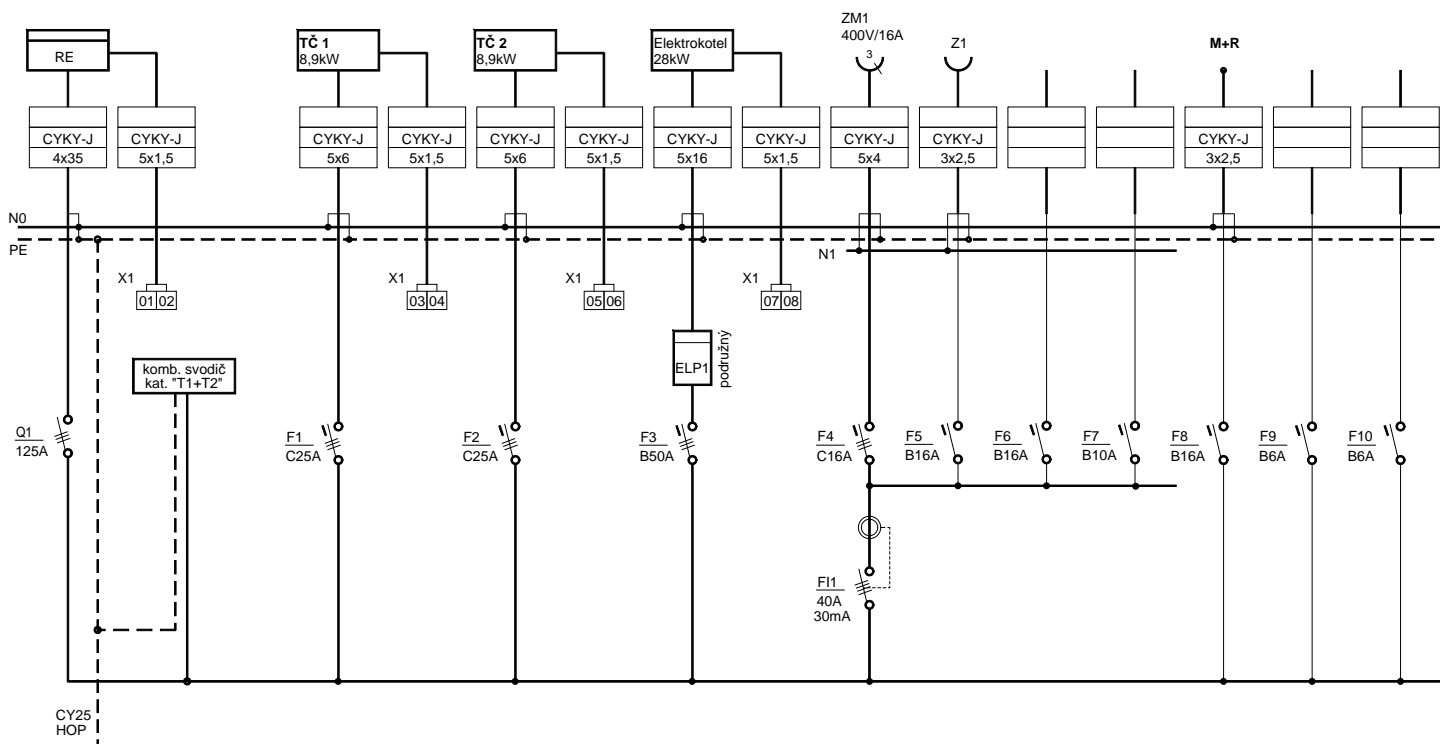 RE
TČ 1
8,9kW
TČ 2
8,9kW
Elektrokotel
28kW
ZM1
400V/16A
3
Z1
M+R
CYKY-J
4x35
CYKY-J
5x1,5
CYKY-J
5x6
CYKY-J
5x1,5
CYKY-J
5x6
CYKY-J
5x1,5
CYKY-J
5x16
CYKY-J
5x1,5
CYKY-J
5x4
CYKY-J
3x2,5
CYKY-J
3x2,5
N0
PE
N1
X1
01 02
X1
03 04
X1
05 06
X1
07 08
ELP1
podružný
komb. svodič
kat. "T1+T2"
Q1
125A
F1
C25A
F2
C25A
F3
B50A
F4
C16A
F5
B16A
F6
B16A
F7
B10A
F8
B16A
F9
B6A
F10
B6A
FI1
40A
30mA
CY25
HOP